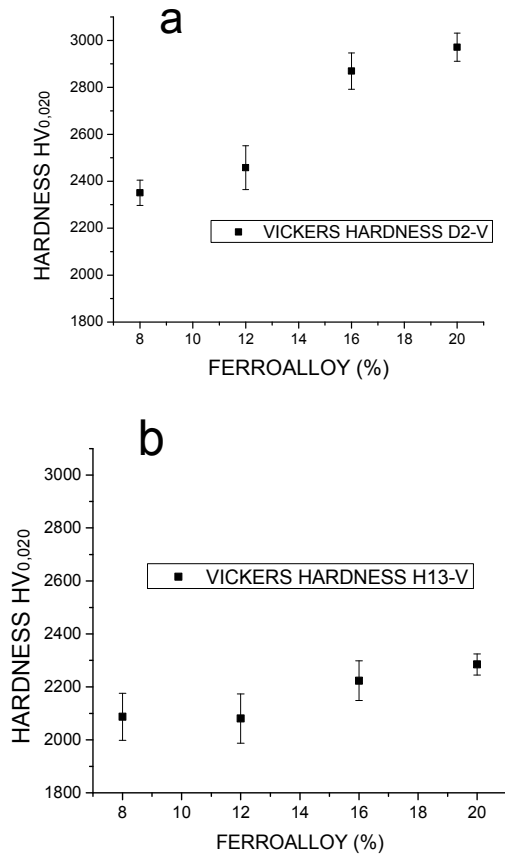 a
3000
2800
2600
2400
2200
2000
1800
HARDNESS HV0,020
VICKERS HARDNESS D2-V
8 10 12 14 16 18 20
FERROALLOY (%)
b
3000
2800
2600
2400
2200
2000
1800
HARDNESS HV0,020
VICKERS HARDNESS H13-V
8 10 12 14 16 18 20
FERROALLOY (%)